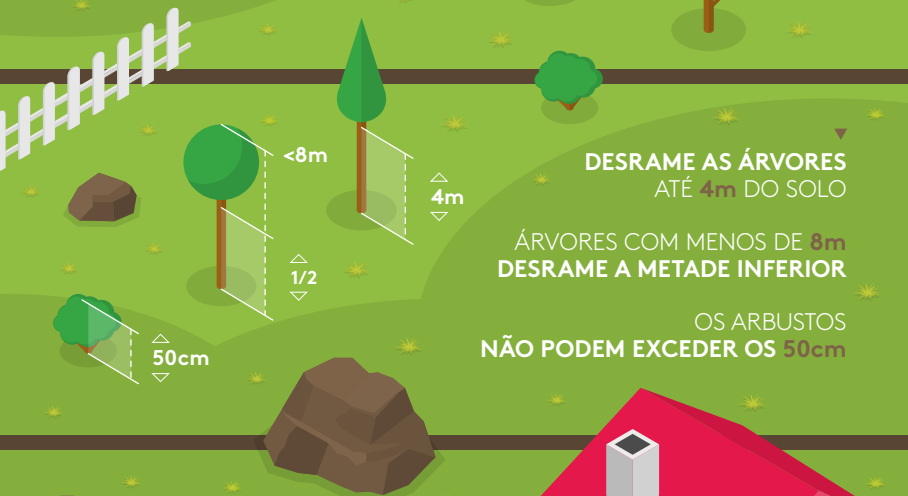 <8m
4m
1/2
50cm
DESRAME AS ÁRVORES
ATÉ 4m DO SOLO
ÁRVORES COM MENOS DE 8m
DESRAME A METADE INFERIOR
OS ARBUSTOS
NÃO PODEM EXCEDER OS 50cm